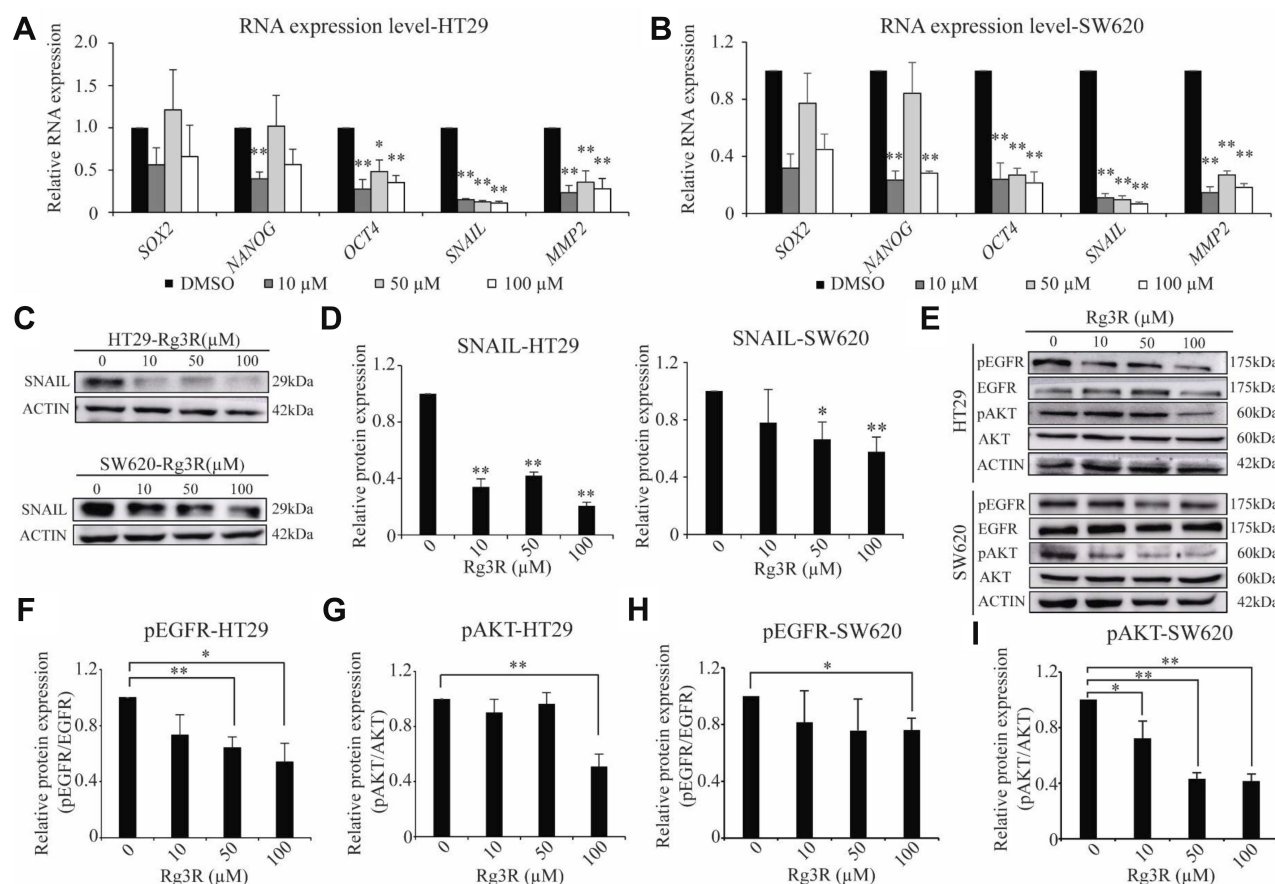 A
RNA expression level-HT29
Relative RNA expression
2.0
1.5
1.0
0.5
0
** ** * ** ** ** ** ** ** **
SOX2 NANOG OCT4 SNAIL MMP2
DMSO 10 µM 50 µM 100 µM
B
RNA expression level-SW620
Relative RNA expression
1.2
0.8
0.4
0
** ** ** ** ** ** ** ** ** ** **
SOX2 NANOG OCT4 SNAIL MMP2
DMSO 10 µM 50 µM 100 µM
C
HT29-Rg3R(µM)
0 10 50 100
SNAIL 29kDa
ACTIN 42kDa
SW620-Rg3R(µM)
0 10 50 100
SNAIL 29kDa
ACTIN 42kDa
D
SNAIL-HT29
Relative protein expression
1.2
0.8
0.4
0
** ** **
0 10 50 100
Rg3R (µM)
SNAIL-SW620
Relative protein expression
1.2
0.8
0.4
0
* **
0 10 50 100
Rg3R (µM)
E
Rg3R (µM)
0 10 50 100
HT29
pEGFR 175kDa
EGFR 175kDa
pAKT 60kDa
AKT 60kDa
ACTIN 42kDa
SW620
pEGFR 175kDa
EGFR 175kDa
pAKT 60kDa
AKT 60kDa
ACTIN 42kDa
F
pEGFR-HT29
Relative protein expression
(pEGFR/EGFR)
1.2
0.8
0.4
0
*
**
0 10 50 100
Rg3R (µM)
G
pAKT-HT29
Relative protein expression
(pAKT/AKT)
1.2
0.8
0.4
0
**
0 10 50 100
Rg3R (µM)
H
pEGFR-SW620
Relative protein expression
(pEGFR/EGFR)
1.2
0.8
0.4
0
*
0 10 50 100
Rg3R (µM)
I
pAKT-SW620
Relative protein expression
(pAKT/AKT)
1.2
0.8
0.4
0
**
**
*
0 10 50 100
Rg3R (µM)